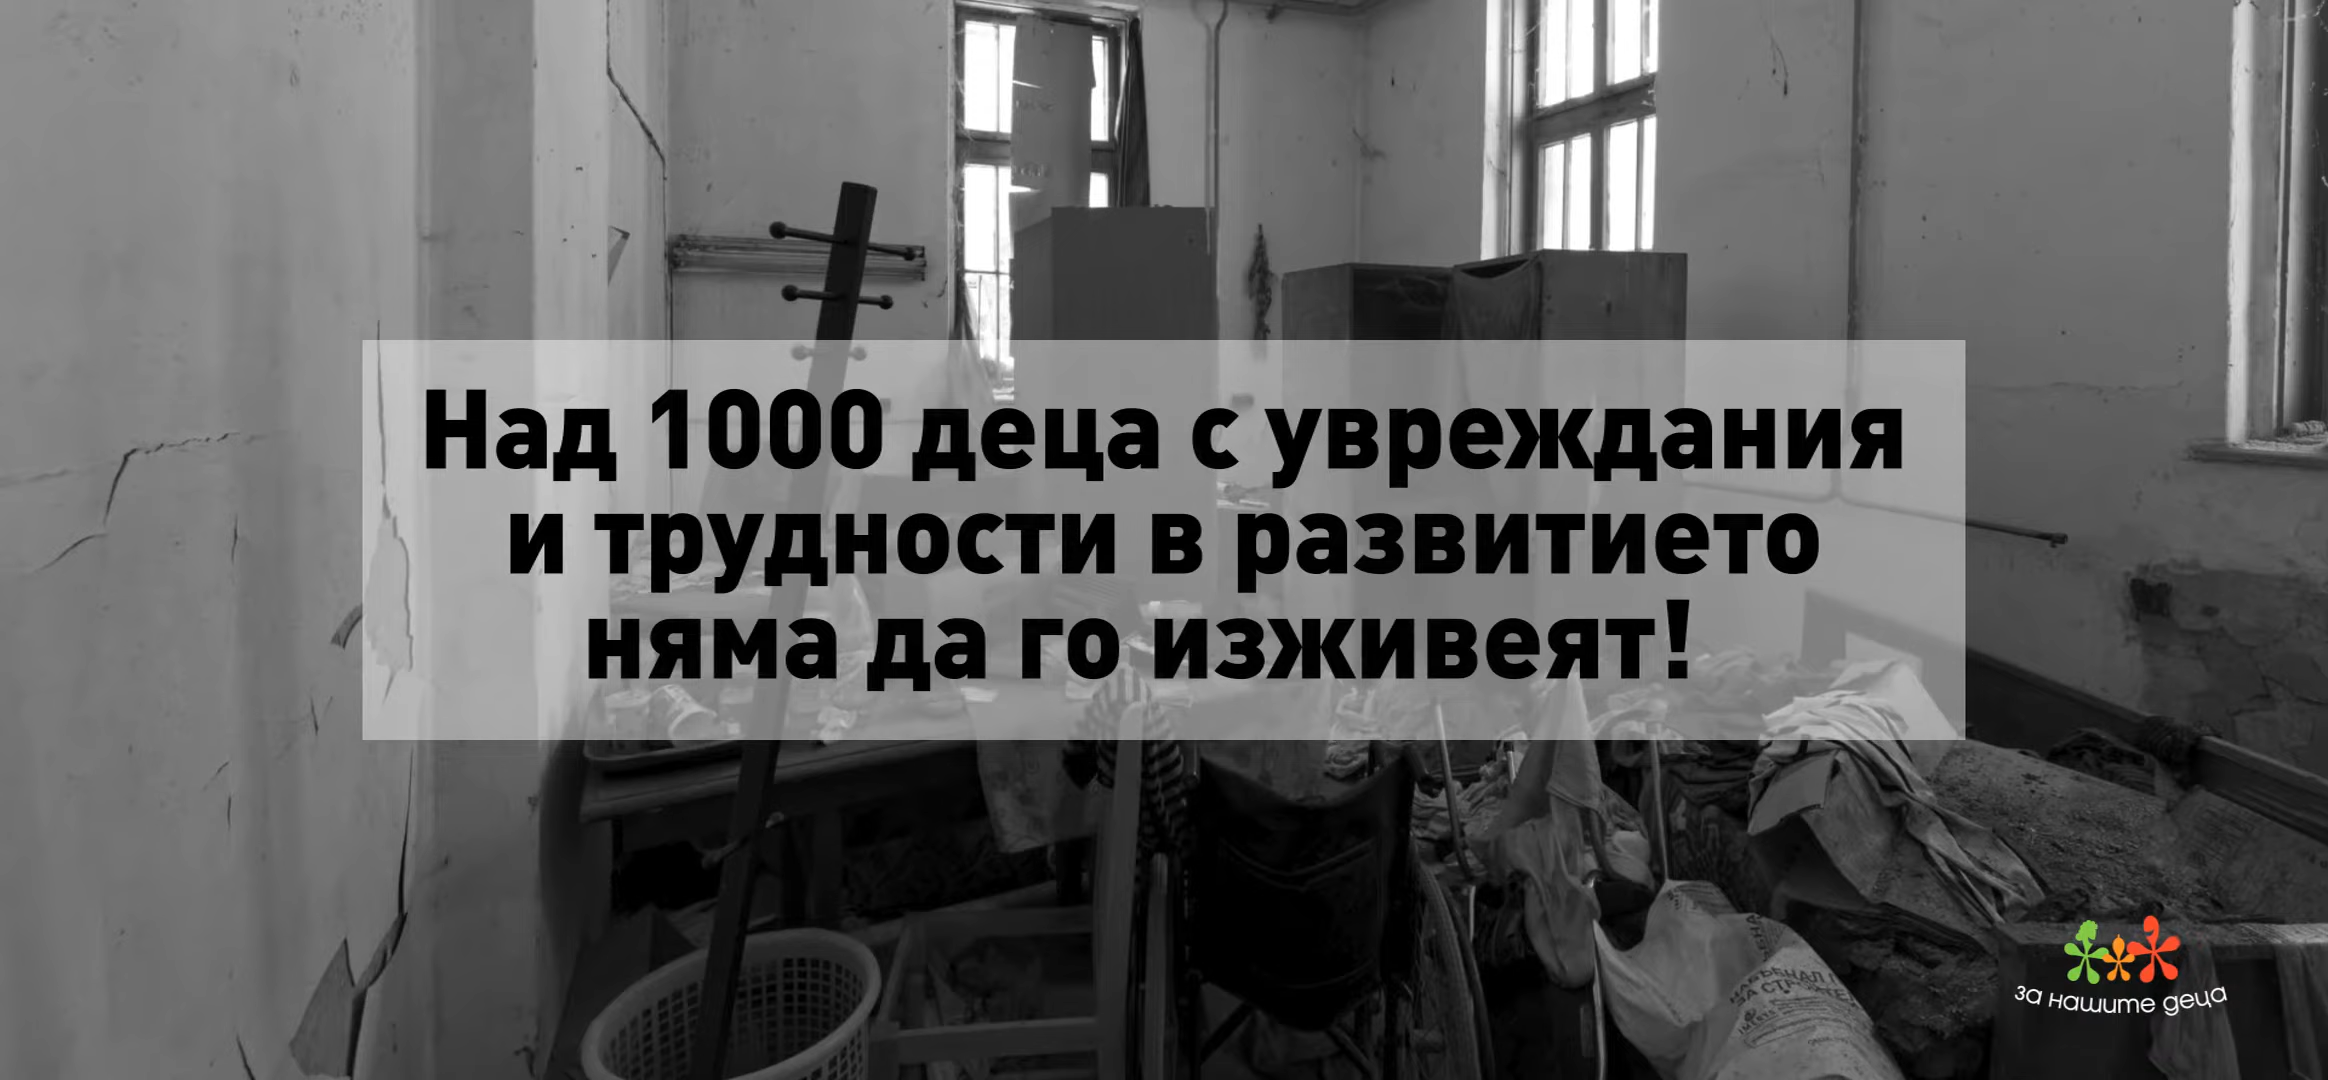 Над 1000 деца с увреждания
и трудности в развитието
няма да го изживеят!
за нашите деца